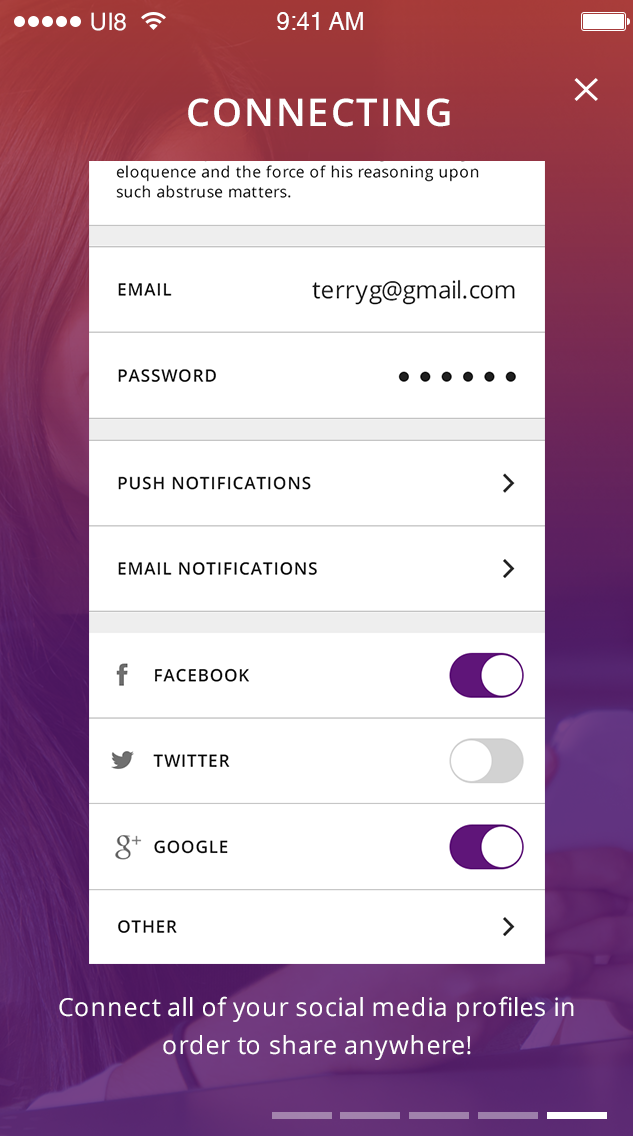 UI8 9:41 AM
CONNECTING
eloquence and the force of his reasoning upon
such abstruse matters.
EMAIL terryg@gmail.com
PASSWORD ●●●●●●
PUSH NOTIFICATIONS
EMAIL NOTIFICATIONS
f FACEBOOK
TWITTER
g+ GOOGLE
OTHER
Connect all of your social media profiles in
order to share anywhere!